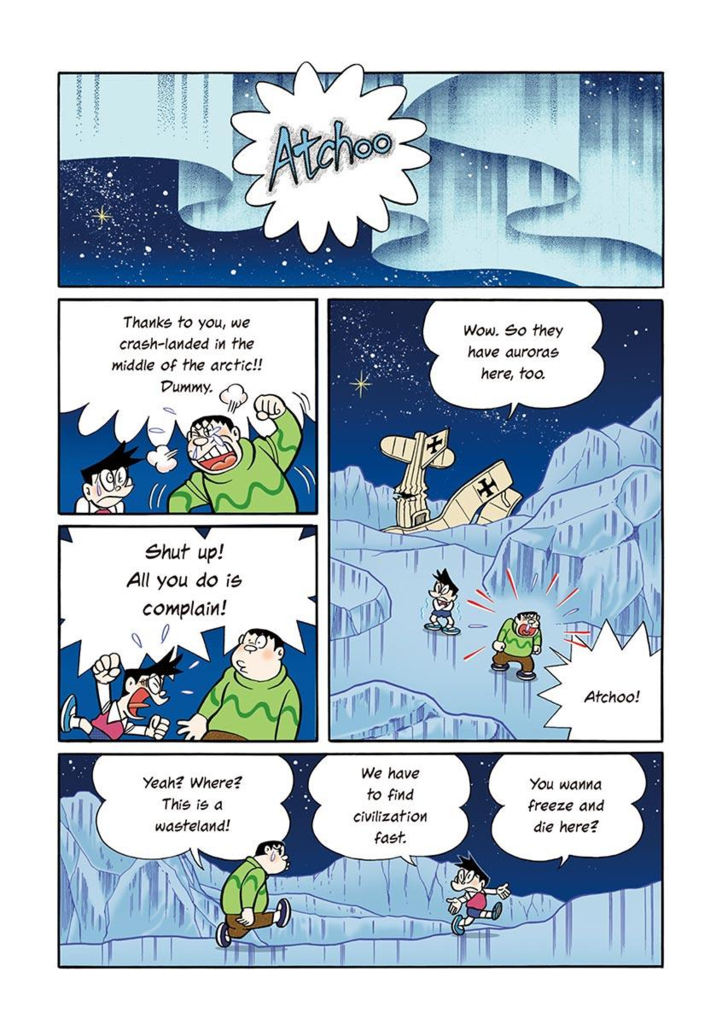 Atchoo
Wow. So they
have auroras
here, too.
Atchoo!
Thanks to you, we
crash-landed in the
middle of the arctic!!
Dummy.
Shut up!
All you do is
complain!
You wanna
freeze and
die here?
We have
to find
civilization
fast.
Yeah? Where?
This is a
wasteland!